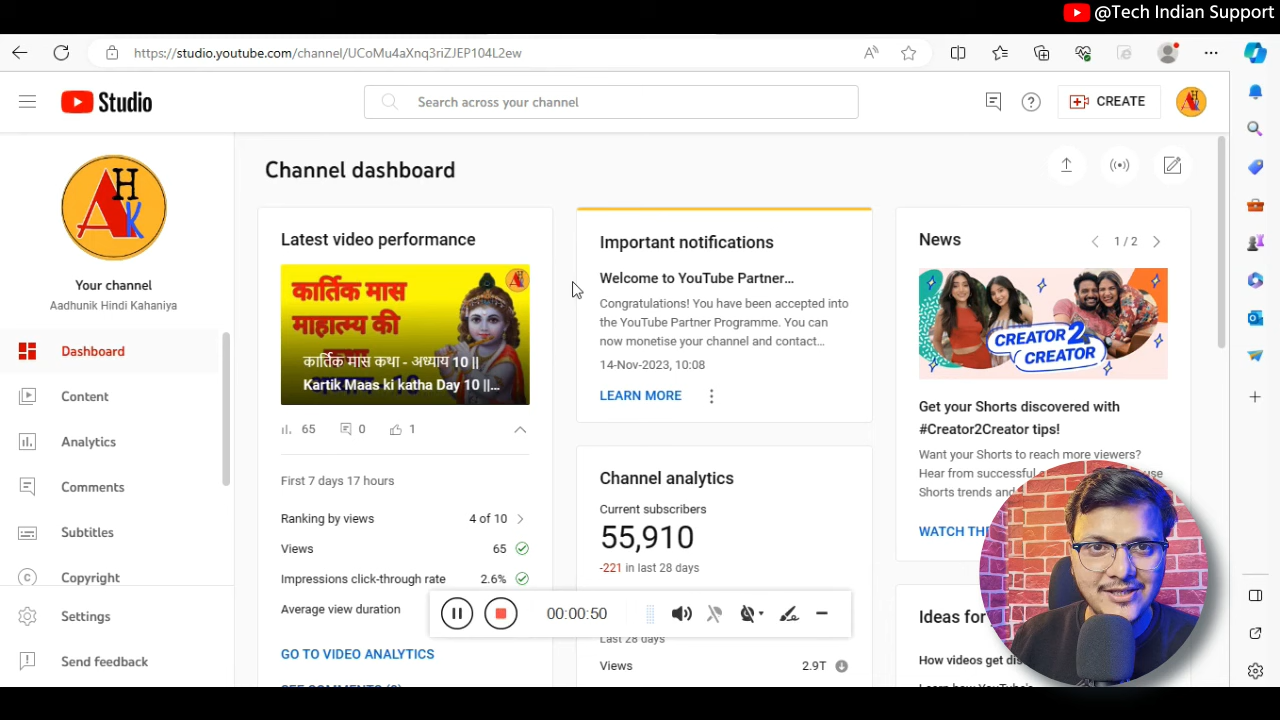 @Tech Indian Support
https://studio.youtube.com/channel/UCoMu4aXnq3riZJEP104L2ew
Studio
Search across your channel
CREATE
AHK
Your channel
Aadhunik Hindi Kahaniya
Dashboard
Content
Analytics
Comments
Subtitles
Copyright
Settings
Send feedback
Channel dashboard
Latest video performance
कार्तिक मास
माहात्म्य की
कार्तिक मास कथा - अध्याय 10 ||
Kartik Maas ki katha Day 10 ||...
65 0 1
First 7 days 17 hours
Ranking by views 4 of 10
Views 65
Impressions click-through rate 2.6%
Average view duration
GO TO VIDEO ANALYTICS
Important notifications
Welcome to YouTube Partner...
Congratulations! You have been accepted into
the YouTube Partner Programme. You can
now monetise your channel and contact...
14-Nov-2023, 10:08
LEARN MORE
Channel analytics
Current subscribers
55,910
-221 in last 28 days
00:00:50
Last 28 days
Views 2.9T
News
1 / 2
CREATOR 2
CREATOR
Get your Shorts discovered with
#Creator2Creator tips!
Want your Shorts to reach more viewers?
Hear from successful
Shorts trends and
WATCH
Ideas for
How videos get
Learn how YouTube's